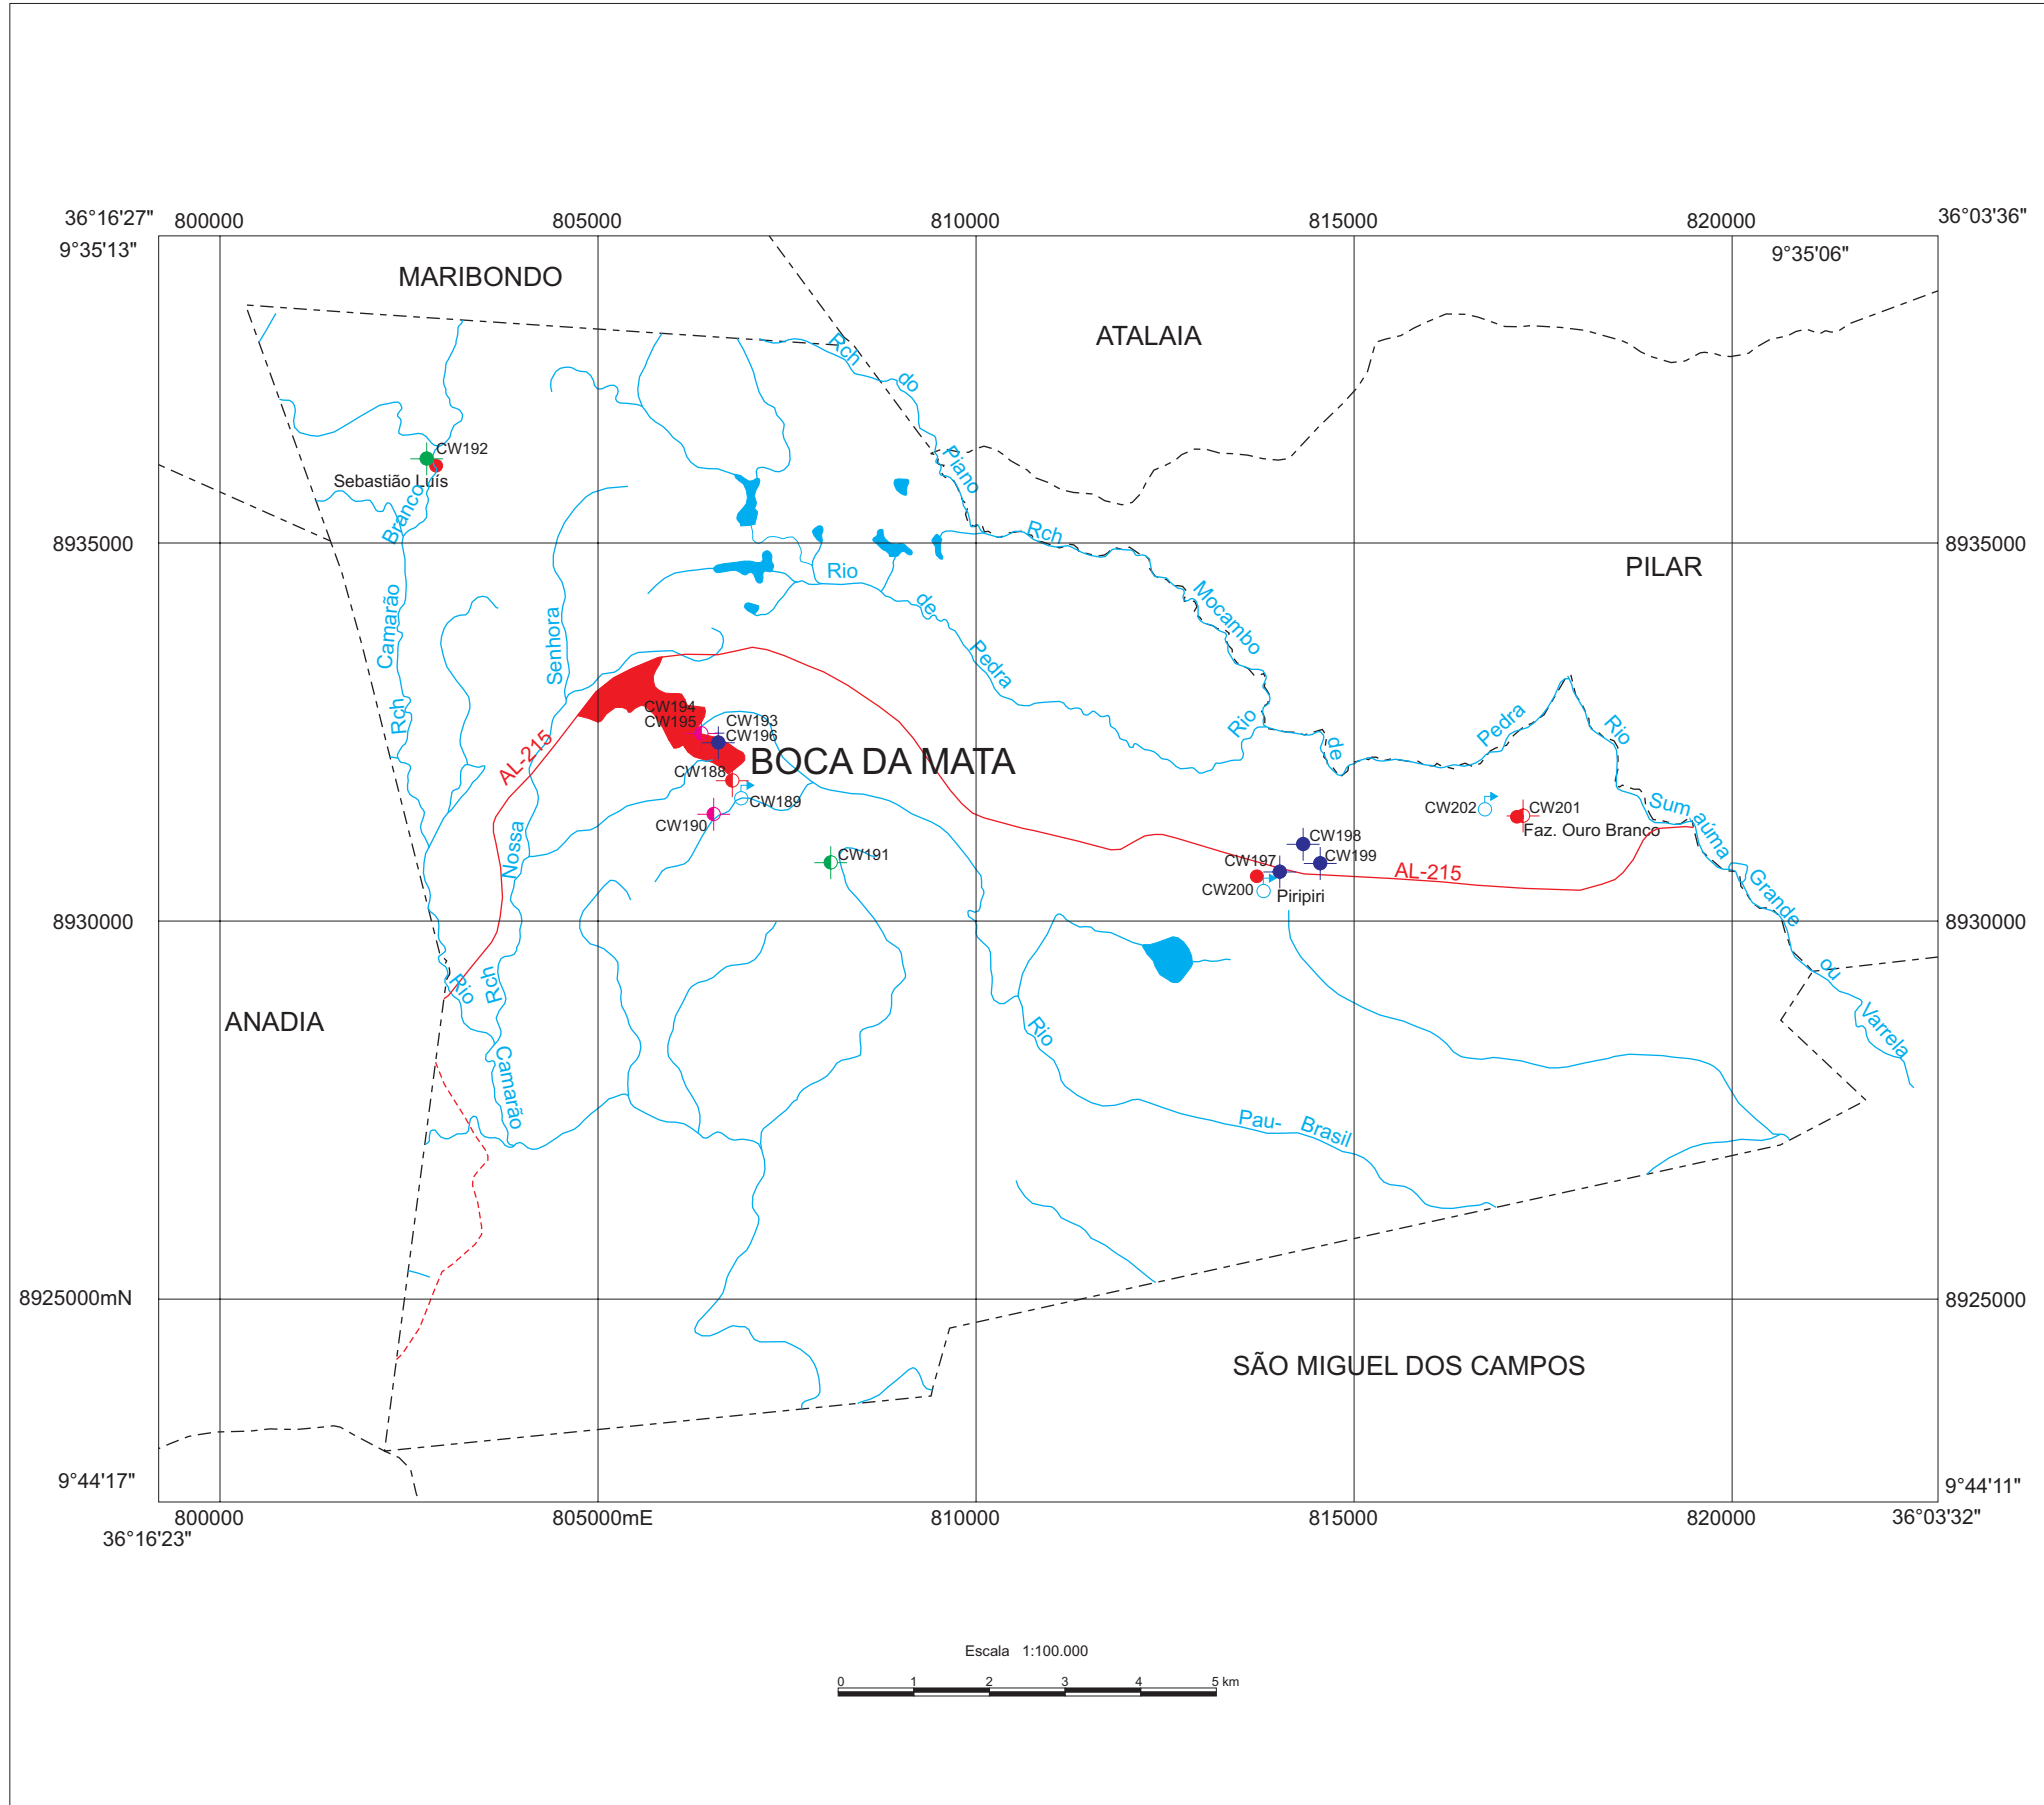 36°16'27"
800000
805000
810000
815000
820000
36°03'36"
9°35'13"
9°35'06"
MARIBONDO
ATALAIA
Rch
do
Piano
CW192
Sebastião Luís
Branco
Camarão
Rch
8935000
Rch
8935000
Rio
PILAR
de
Mocambo
Pedra
Senhora
Rio
de
Pedra
Rio
CW194
CW195
CW193
CW196
AL-215
BOCA DA MATA
CW188
CW189
CW190
Sum aúma
CW202
CW201
Faz. Ouro Branco
Nossa
CW191
CW198
CW197
CW199
AL-215
CW200
Piripiri
Grande
8930000
8930000
ou
Rio
Rch
ANADIA
Rio
Varrela
Camarão
Pau-
Brasil
8925000mN
8925000
SÃO MIGUEL DOS CAMPOS
9°44'17"
9°44'11"
800000
805000mE
810000
815000
820000
36°03'32"
36°16'23"
Escala 1:100.000
0 1 2 3 4 5 km